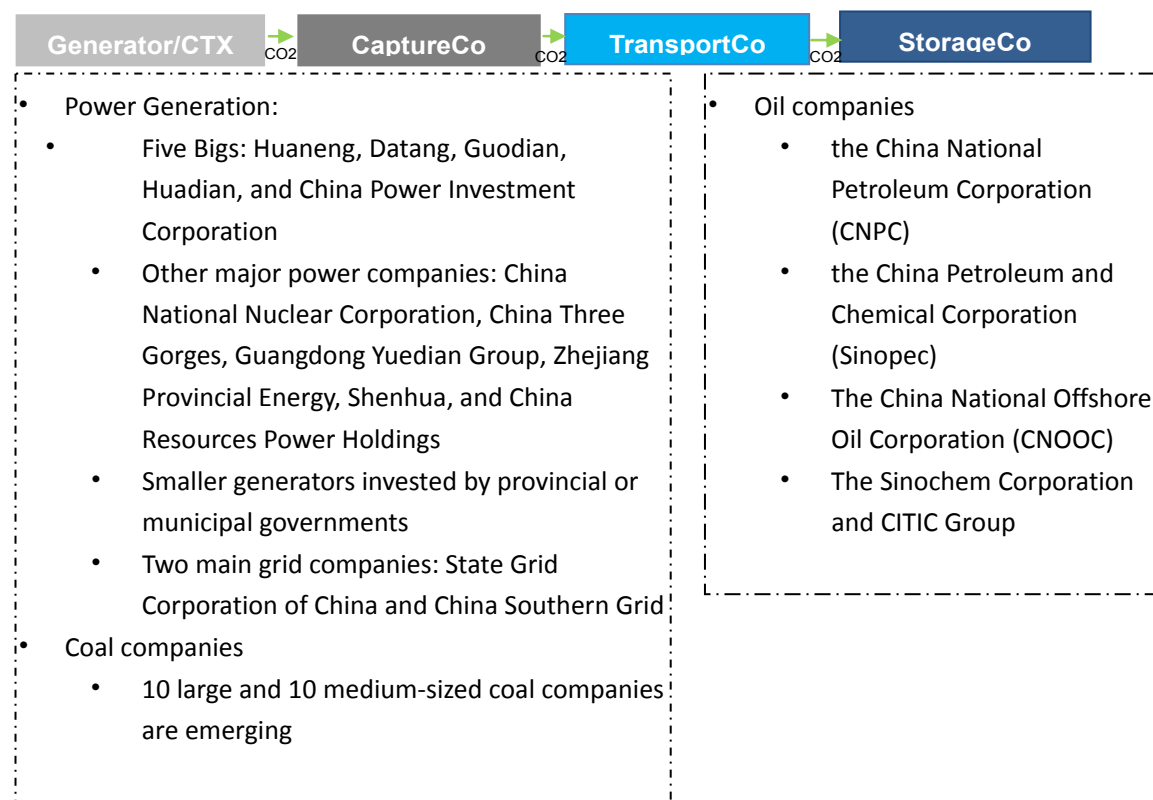 Generator/CTX
CO2
CaptureCo
CO2
TransportCo
CO2
StorageCo
• Power Generation:
• Five Bigs: Huaneng, Datang, Guodian,
Huadian, and China Power Investment
Corporation
• Other major power companies: China
National Nuclear Corporation, China Three
Gorges, Guangdong Yuedian Group, Zhejiang
Provincial Energy, Shenhua, and China
Resources Power Holdings
• Smaller generators invested by provincial or
municipal governments
• Two main grid companies: State Grid
Corporation of China and China Southern Grid
• Coal companies
• 10 large and 10 medium-sized coal companies
are emerging
• Oil companies
• the China National
Petroleum Corporation
(CNPC)
• the China Petroleum and
Chemical Corporation
(Sinopec)
• The China National Offshore
Oil Corporation (CNOOC)
• The Sinochem Corporation
and CITIC Group